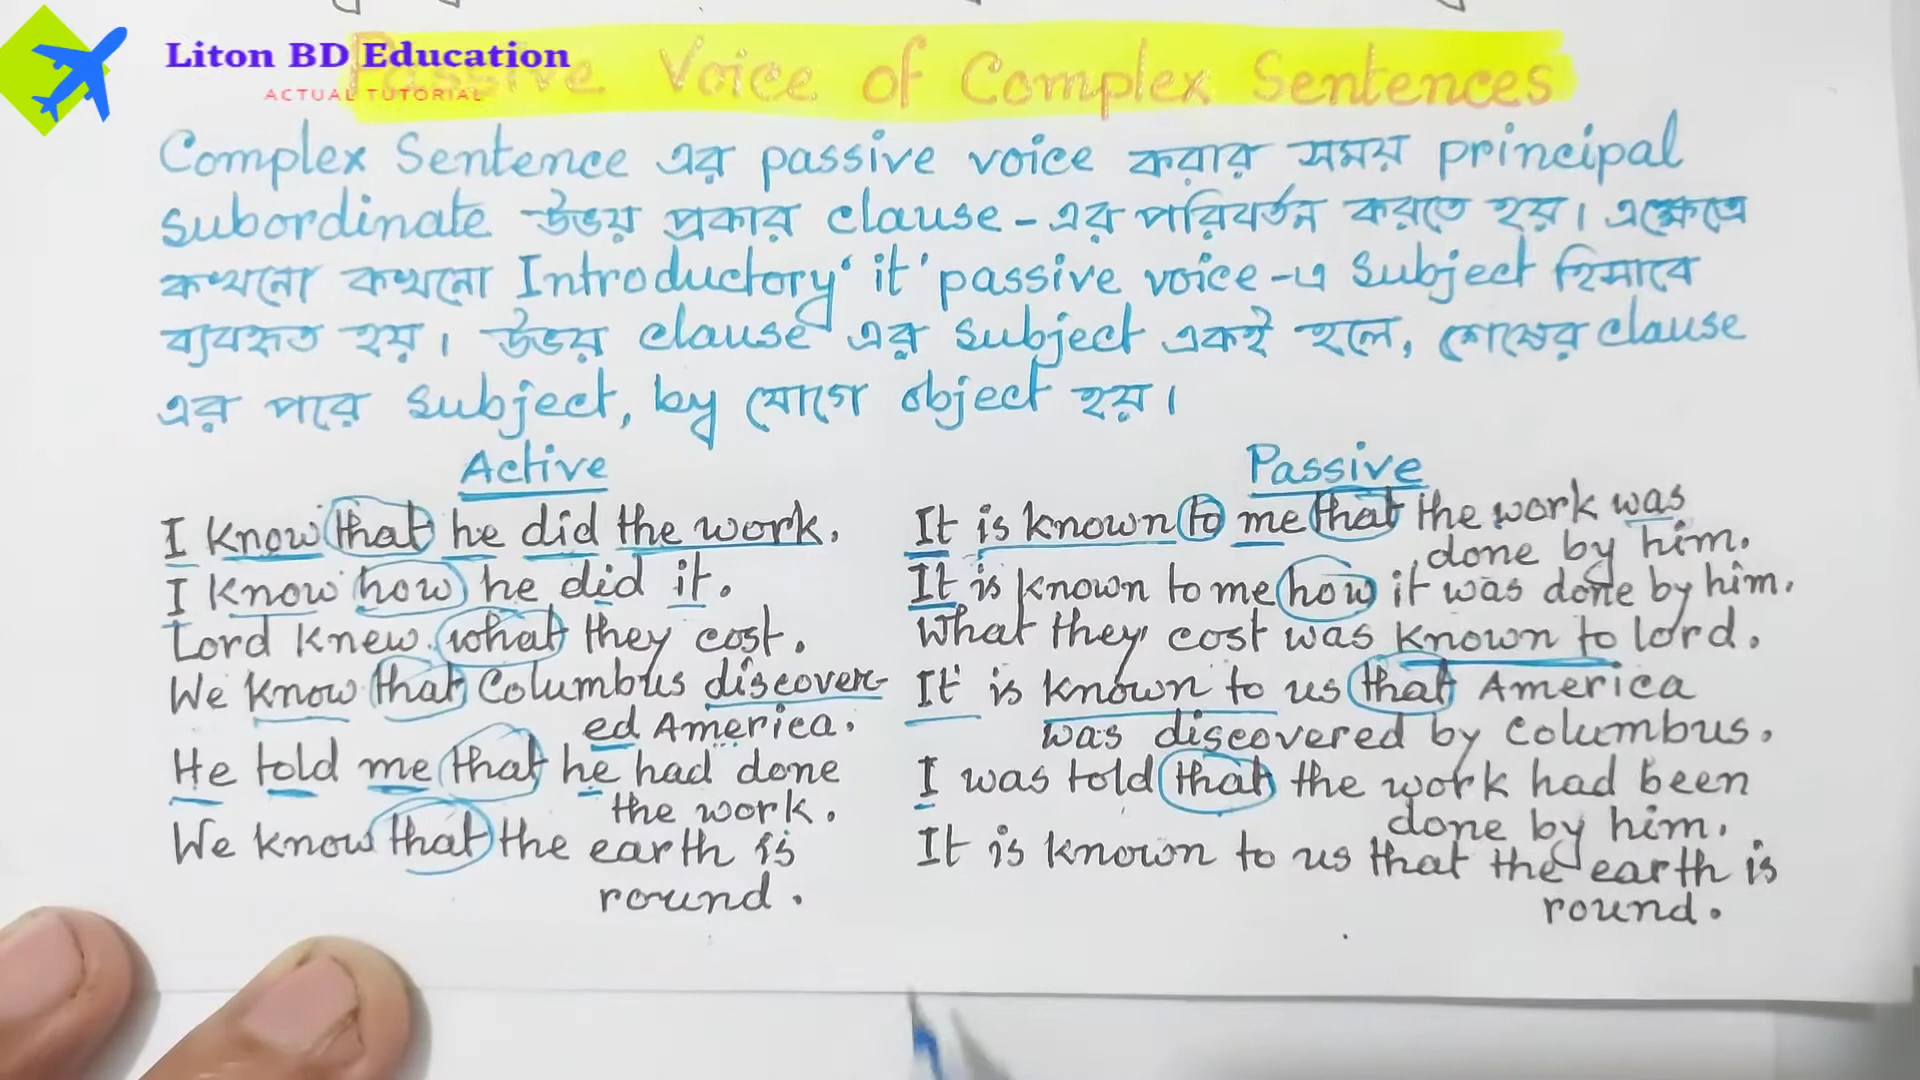 Liton BD Education
ACTUAL TUTORIAL
Passive Voice of Complex Sentences
Complex Sentence এর passive voice করার সময় principal
subordinate উভয় প্রকার clause-এর পরিবর্তন করতে হয়। এক্ষেত্রে
কখনো কখনো Introductory 'it' passive voice-এ subject হিসাবে
ব্যবহৃত হয়। উভয় clause এর subject একই হলে, শেষের clause
এর পরে subject, by যোগে object হয়।
Active
I know that he did the work.
I know how he did it.
Lord knew what they cost.
We know that Columbus discover-
ed America.
He told me that he had done
the work.
We know that the earth is
round.
Passive
It is known to me that the work was
done by him.
It is known to me how it was done by him.
What they cost was known to lord.
It is known to us that America
was discovered by Columbus.
I was told that the work had been
done by him.
It is known to us that the earth is
round.